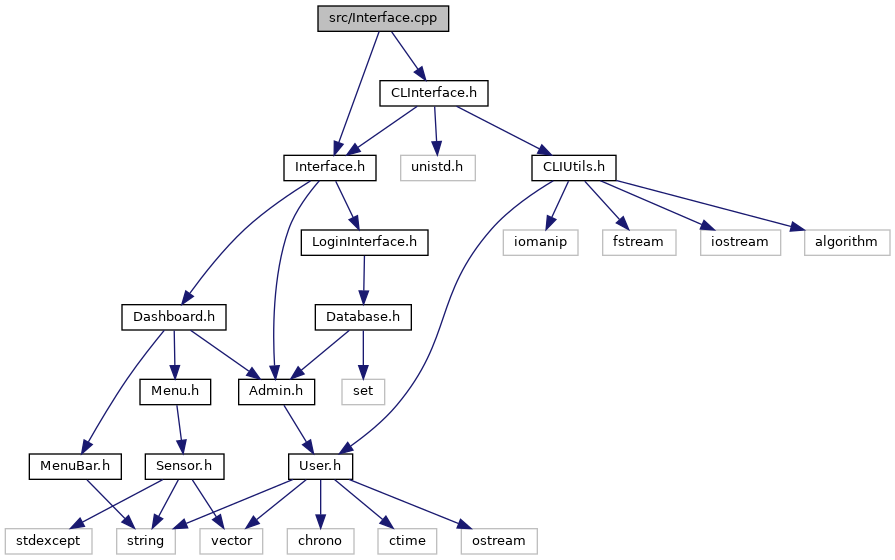 src/Interface.cpp
CLInterface.h
Interface.h
unistd.h
CLIUtils.h
LoginInterface.h
iomanip
fstream
iostream
algorithm
Dashboard.h
Database.h
Menu.h
Admin.h
set
MenuBar.h
Sensor.h
User.h
stdexcept
string
vector
chrono
ctime
ostream